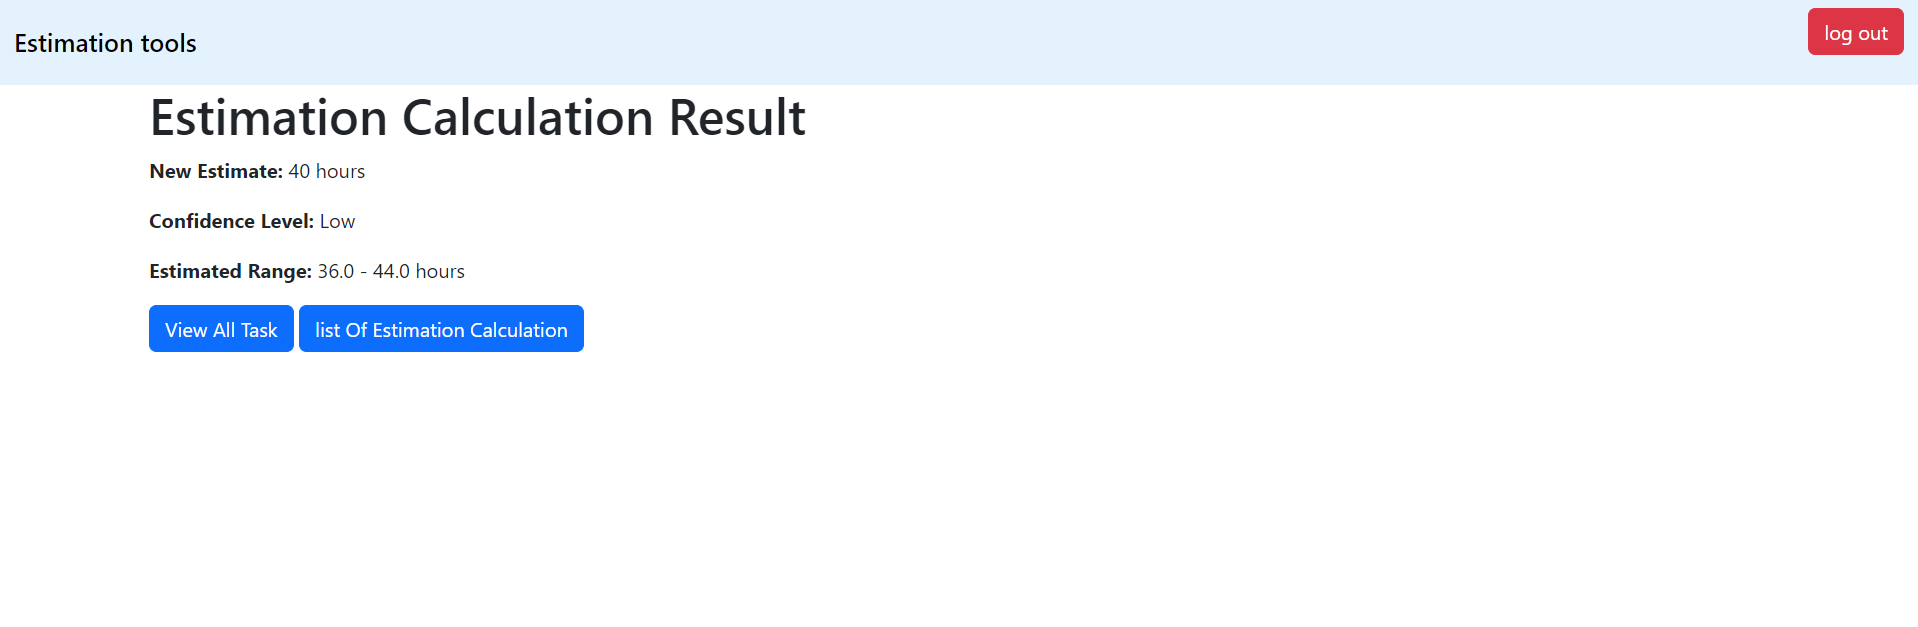 Estimation tools
log out
Estimation Calculation Result
New Estimate: 40 hours
Confidence Level: Low
Estimated Range: 36.0 - 44.0 hours
View All Task
list Of Estimation Calculation